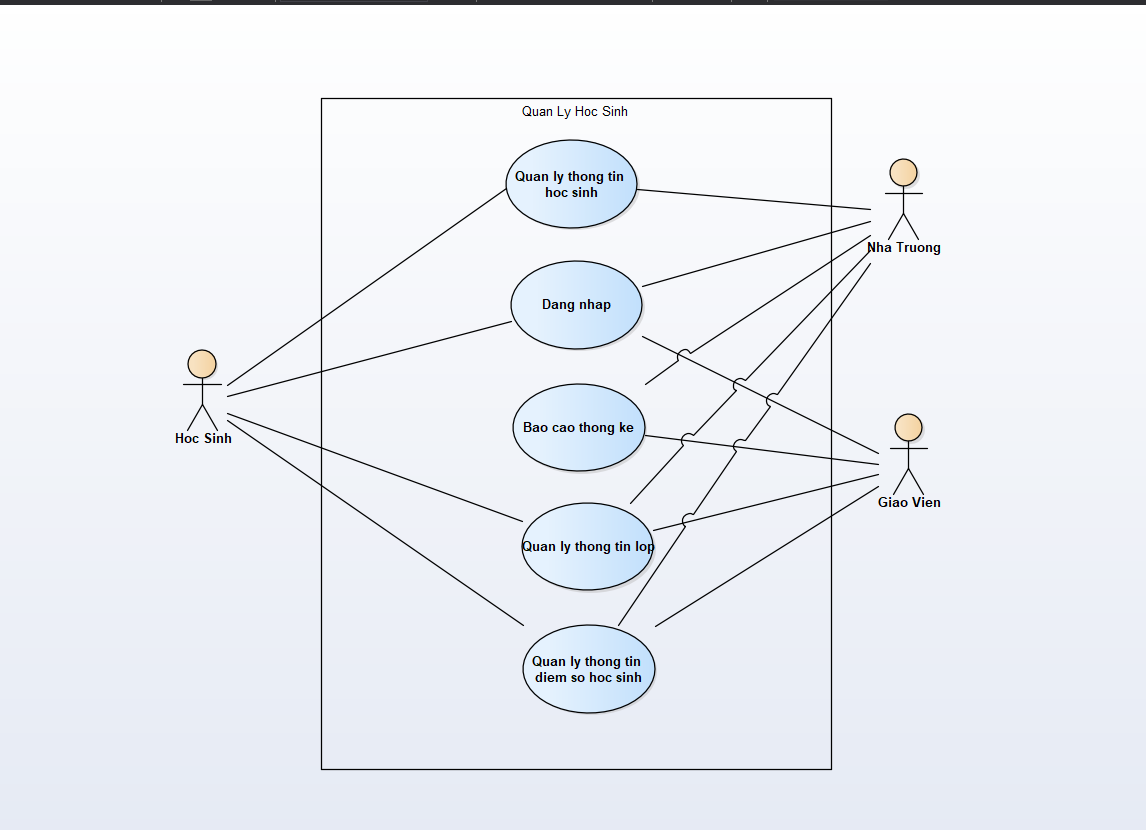 Quan Ly Hoc Sinh
Quan ly thong tin
hoc sinh
Nha Truong
Dang nhap
Hoc Sinh
Bao cao thong ke
Giao Vien
Quan ly thong tin lop
Quan ly thong tin
diem so hoc sinh